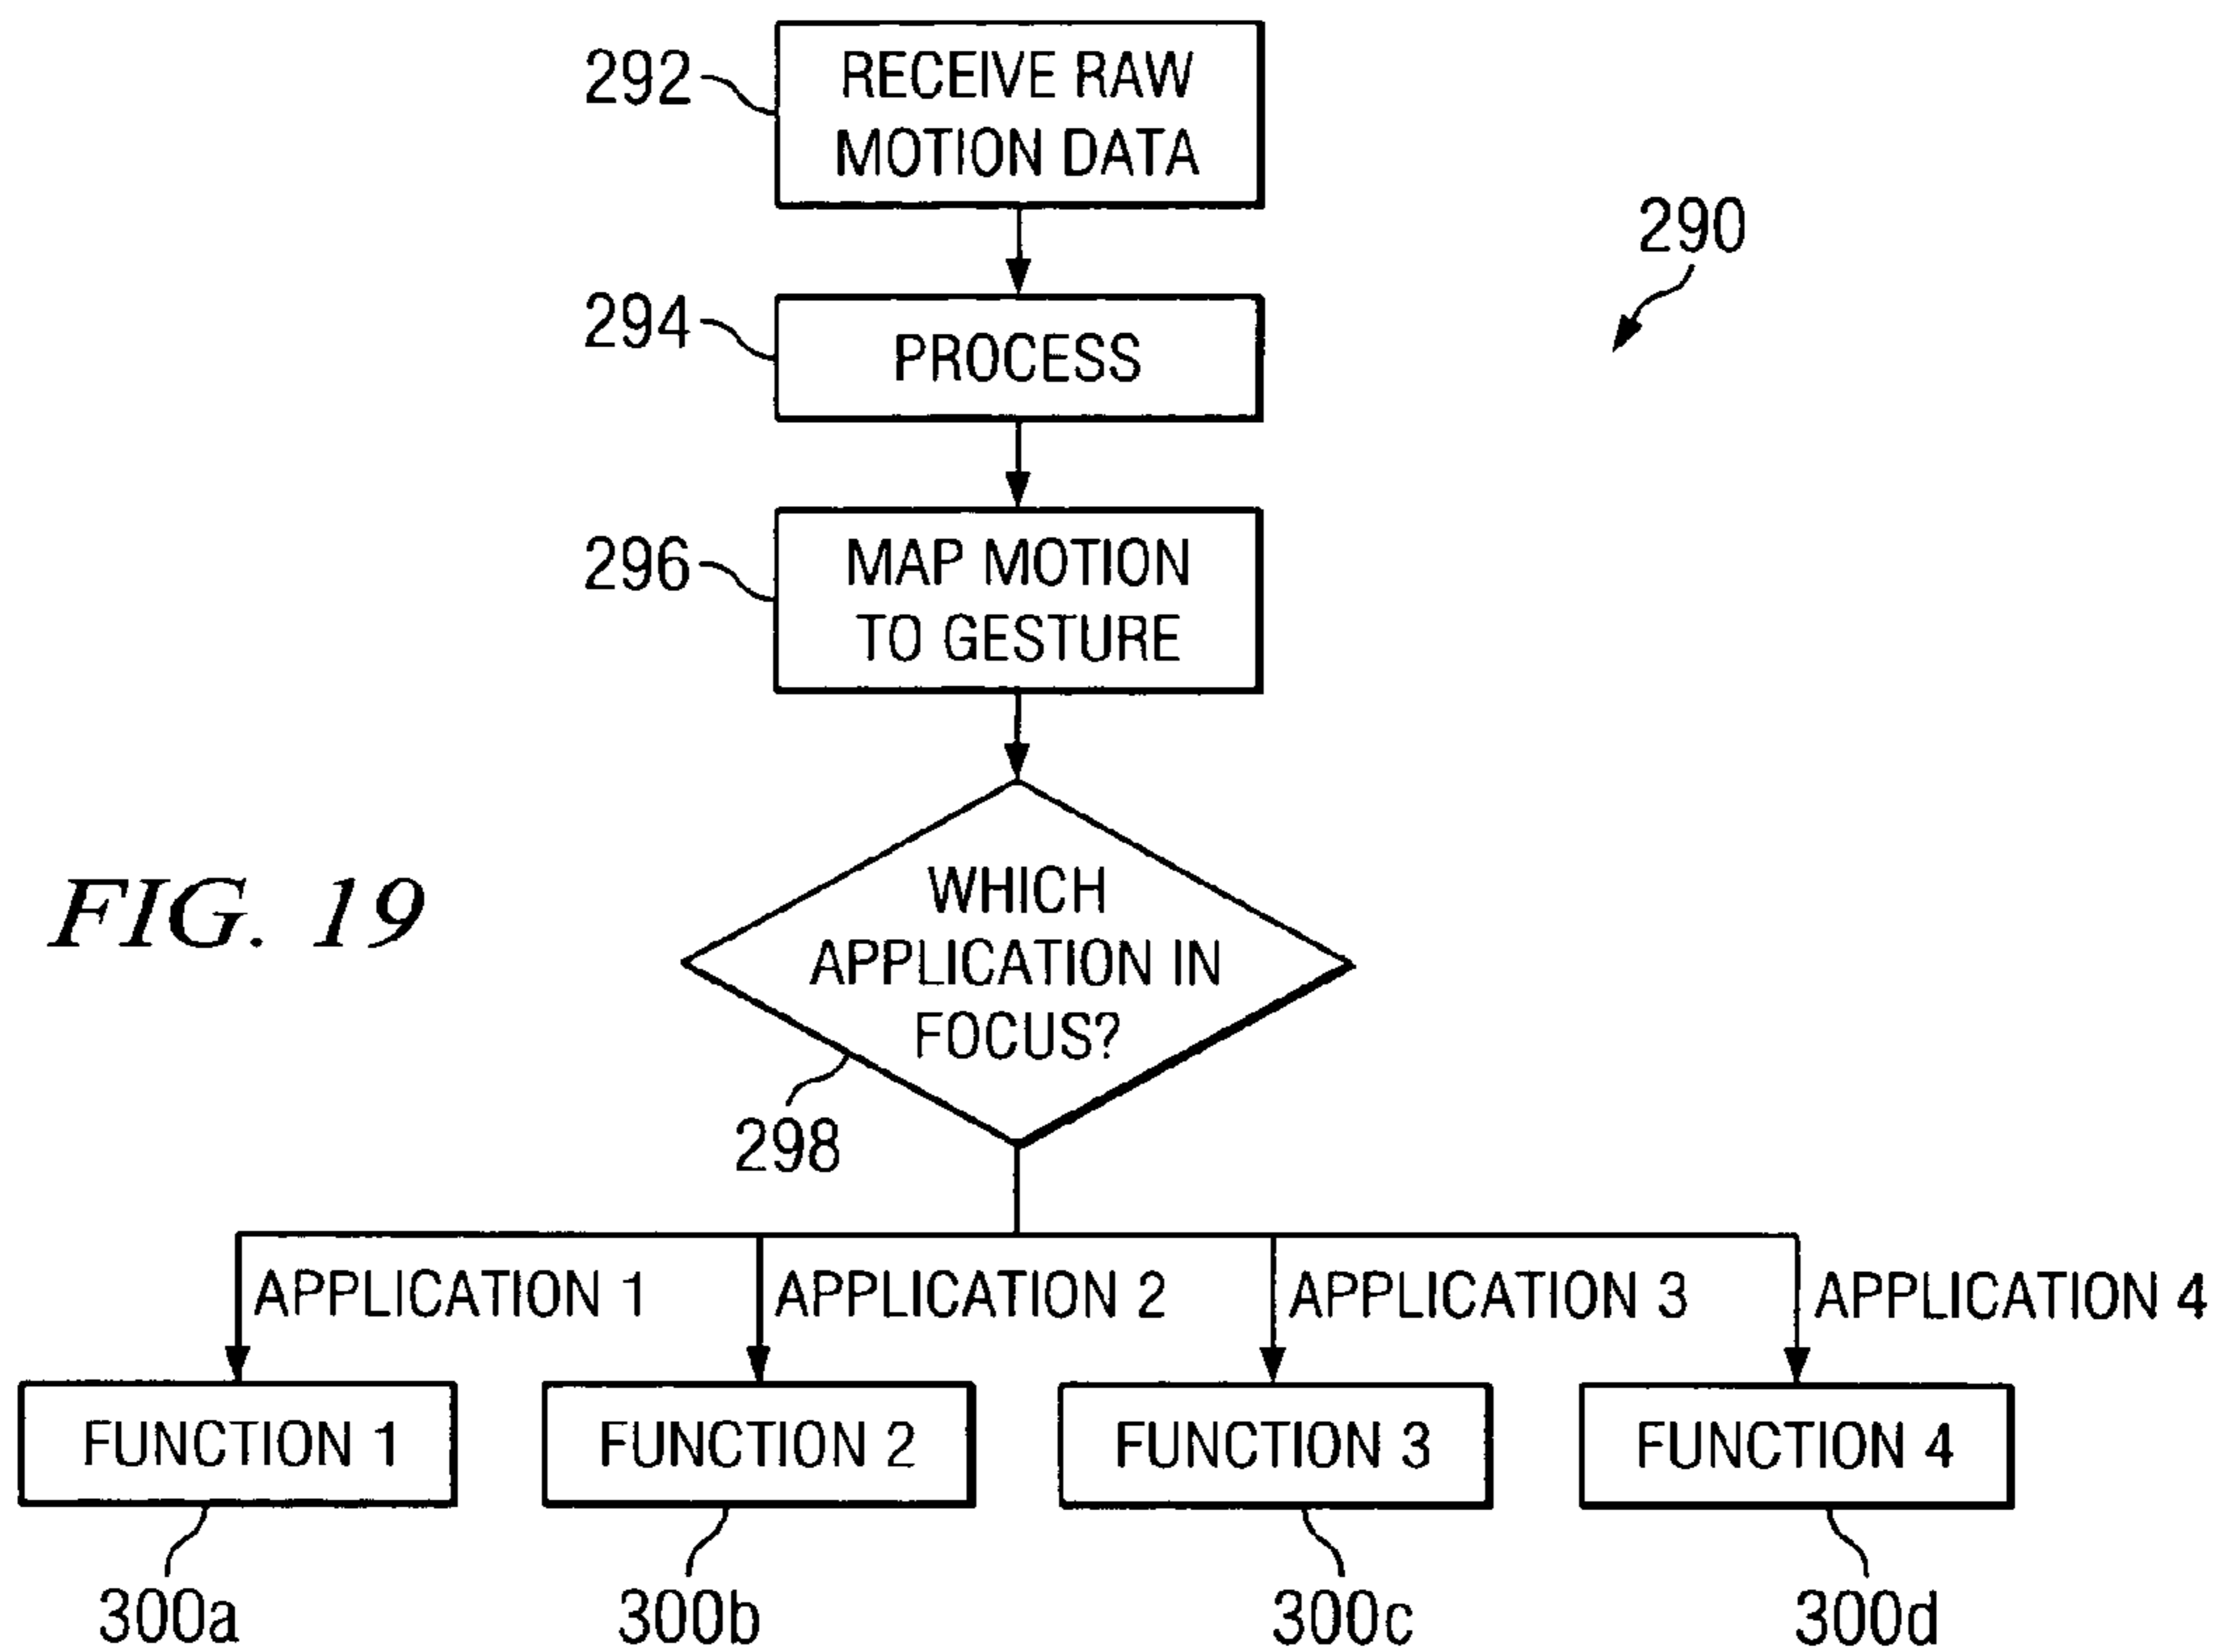 292
RECEIVE RAW
MOTION DATA
290
294
PROCESS
296
MAP MOTION
TO GESTURE
FIG. 19
WHICH
APPLICATION IN
FOCUS?
298
APPLICATION 1
APPLICATION 2
APPLICATION 3
APPLICATION 4
FUNCTION 1
FUNCTION 2
FUNCTION 3
FUNCTION 4
300a
300b
300c
300d